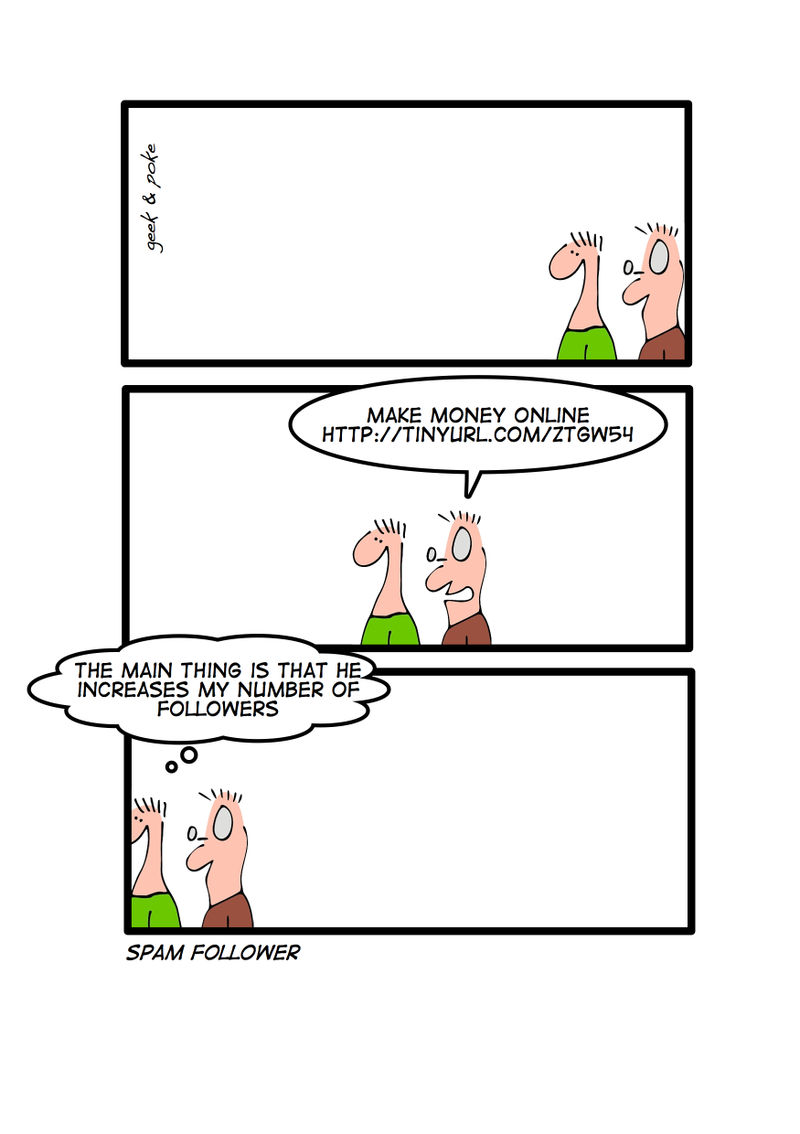 geek & poke
MAKE MONEY ONLINE
HTTP://TINYURL.COM/ZTGW54
THE MAIN THING IS THAT HE
INCREASES MY NUMBER OF
FOLLOWERS
SPAM FOLLOWER